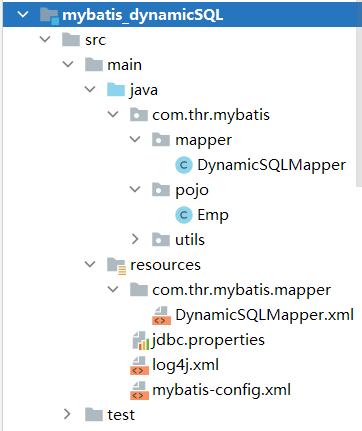 mybatis_dynamicSQL
src
main
java
com.thr.mybatis
mapper
DynamicSQLMapper
pojo
Emp
utils
resources
com.thr.mybatis.mapper
DynamicSQLMapper.xml
jdbc.properties
log4j.xml
mybatis-config.xml
test